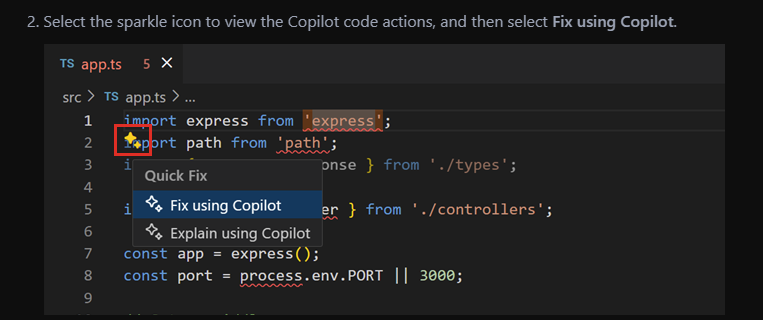 2. Select the sparkle icon to view the Copilot code actions, and then select Fix using Copilot.
TS app.ts 5 ×
src > TS app.ts > ...
1 import express from 'express';
2 import path from 'path';
3 onse } from './types';
Quick Fix
4
Fix using Copilot
5 er } from './controllers';
6
Explain using Copilot
7 const app = express();
8 const port = process.env.PORT || 3000;
9